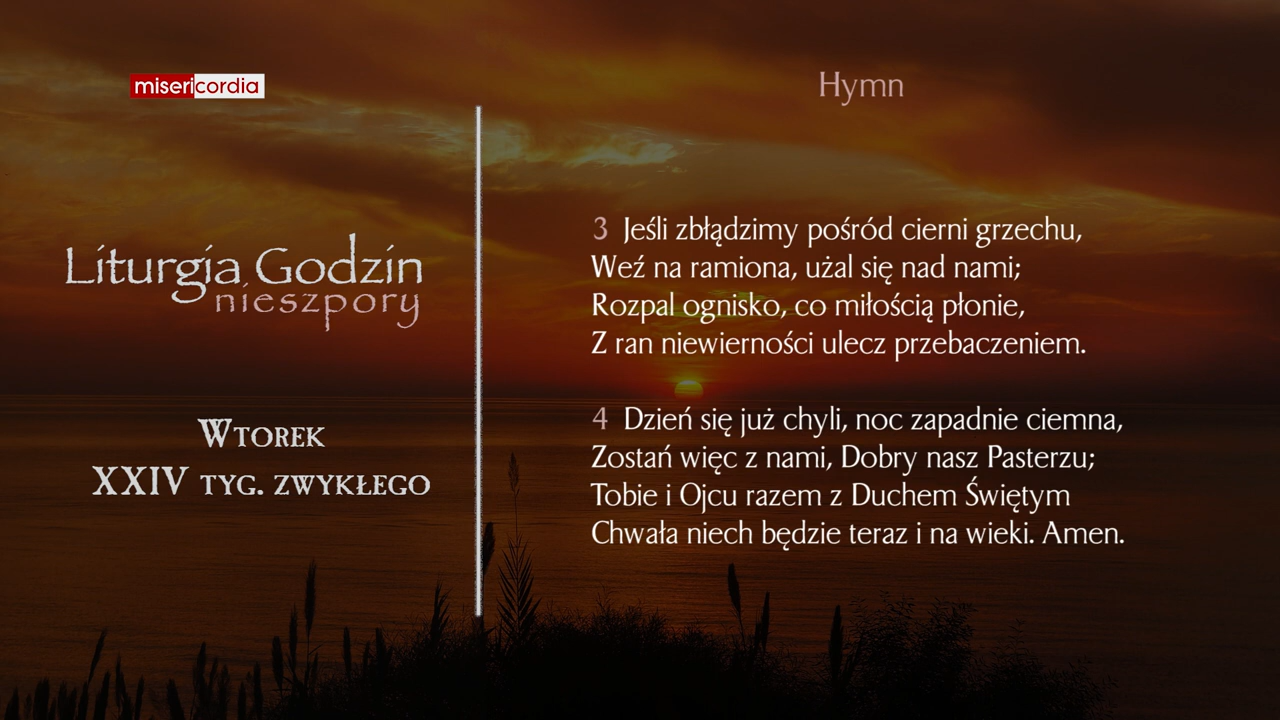 misericordia
Liturgia Godzin
nieszpory
Wtorek
XXIV tyg. zwykłego
Hymn
3 Jeśli zbłądzimy pośród cierni grzechu,
Weź na ramiona, użal się nad nami;
Rozpal ognisko, co miłością płonie,
Z ran niewierności ulecz przebaczeniem.
4 Dzień się już chyli, noc zapadnie ciemna,
Zostań więc z nami, Dobry nasz Pasterzu;
Tobie i Ojcu razem z Duchem Świętym
Chwała niech będzie teraz i na wieki. Amen.